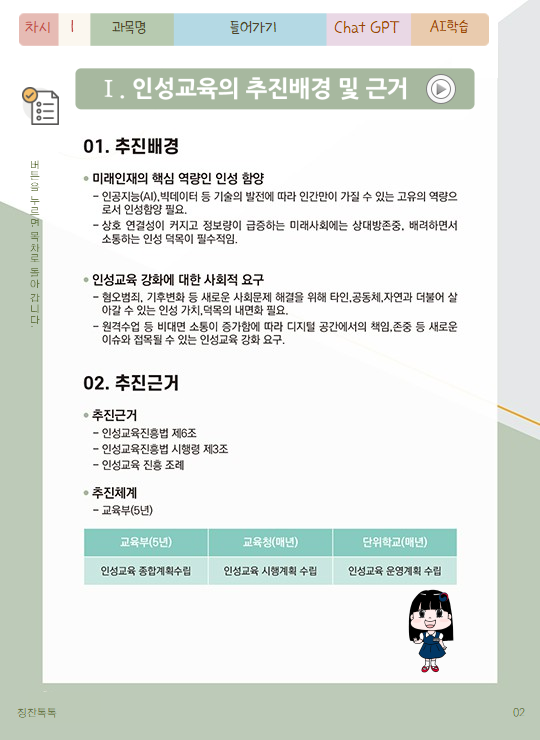 차시
1
과목명
들어가기
Chat GPT
AI학습
Ⅰ. 인성교육의 추진배경 및 근거
버튼을 누르면 목차로 돌아 갑니다.
01. 추진배경
• 미래인재의 핵심 역량인 인성 함양
- 인공지능(AI),빅데이터 등 기술의 발전에 따라 인간만이 가질 수 있는 고유의 역량으
로서 인성함양 필요.
- 상호 연결성이 커지고 정보량이 급증하는 미래사회에는 상대방존중, 배려하면서
소통하는 인성 덕목이 필수적임.
• 인성교육 강화에 대한 사회적 요구
- 혐오범죄, 기후변화 등 새로운 사회문제 해결을 위해 타인,공동체,자연과 더불어 살
아갈 수 있는 인성 가치,덕목의 내면화 필요.
- 원격수업 등 비대면 소통이 증가함에 따라 디지털 공간에서의 책임,존중 등 새로운
이슈와 접목될 수 있는 인성교육 강화 요구.
02. 추진근거
• 추진근거
- 인성교육진흥법 제6조
- 인성교육진흥법 시행령 제3조
- 인성교육 진흥 조례
• 추진체계
- 교육부(5년)
교육부(5년) 교육청(매년) 단위학교(매년)
인성교육 종합계획수립 인성교육 시행계획 수립 인성교육 운영계획 수립
칭찬톡톡
02